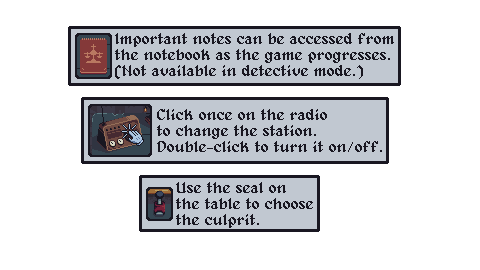 Important notes can be accessed from
the notebook as the game progresses.
(Not available in detective mode.)
Click once on the radio
to change the station.
Double-click to turn it on/off.
Use the seal on
the table to choose
the culprit.